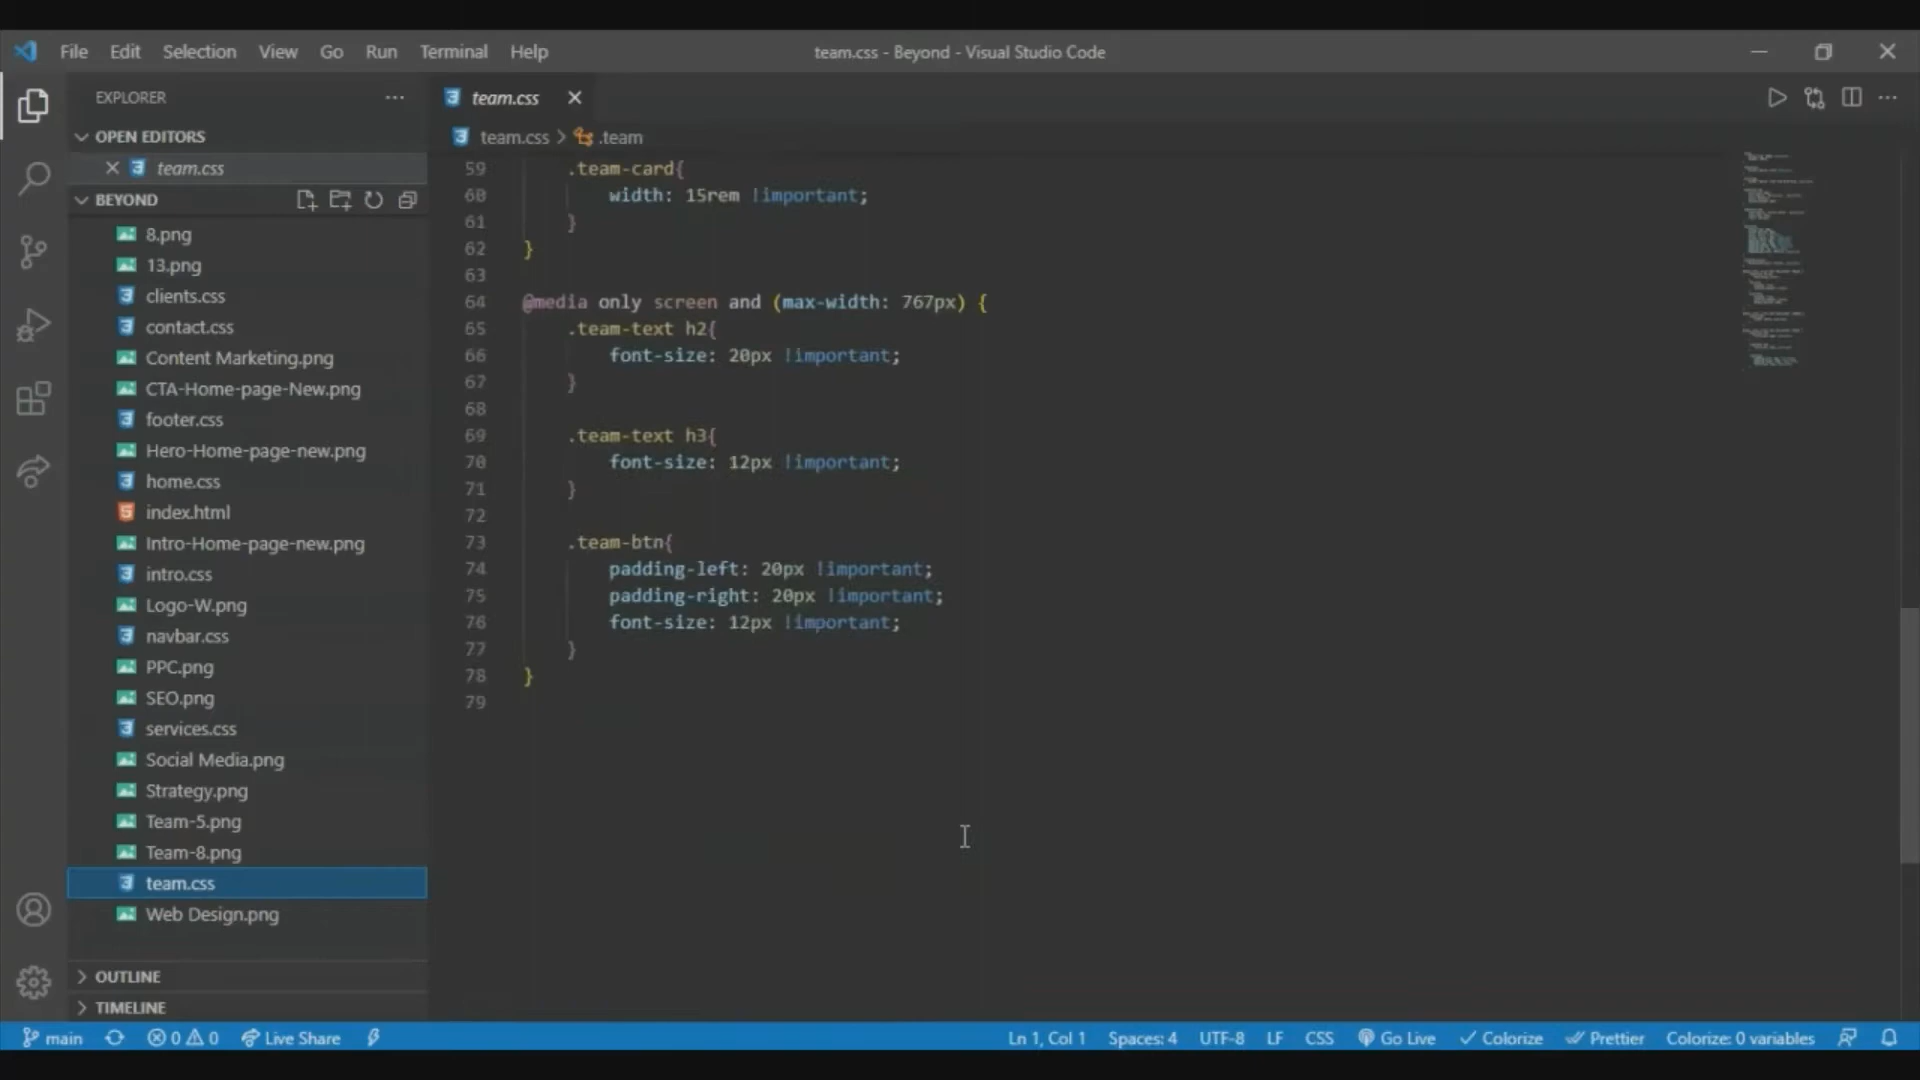 File Edit Selection View Go Run Terminal Help
team.css - Beyond - Visual Studio Code
EXPLORER
OPEN EDITORS
team.css
BEYOND
8.png
13.png
clients.css
contact.css
Content Marketing.png
CTA-Home-page-New.png
footer.css
Hero-Home-page-new.png
home.css
index.html
Intro-Home-page-new.png
intro.css
Logo-W.png
navbar.css
PPC.png
SEO.png
services.css
Social Media.png
Strategy.png
Team-5.png
Team-8.png
team.css
Web Design.png
OUTLINE
TIMELINE
team.css
team.css > .team
59 .team-card{
60 width: 15rem !important;
61 }
62 }
63
64 @media only screen and (max-width: 767px) {
65 .team-text h2{
66 font-size: 20px !important;
67 }
68
69 .team-text h3{
70 font-size: 12px !important;
71 }
72
73 .team-btn{
74 padding-left: 20px !important;
75 padding-right: 20px !important;
76 font-size: 12px !important;
77 }
78 }
79
main 0 0 Live Share Ln 1, Col 1 Spaces: 4 UTF-8 LF CSS Go Live Colorize Prettier Colorize: 0 variables